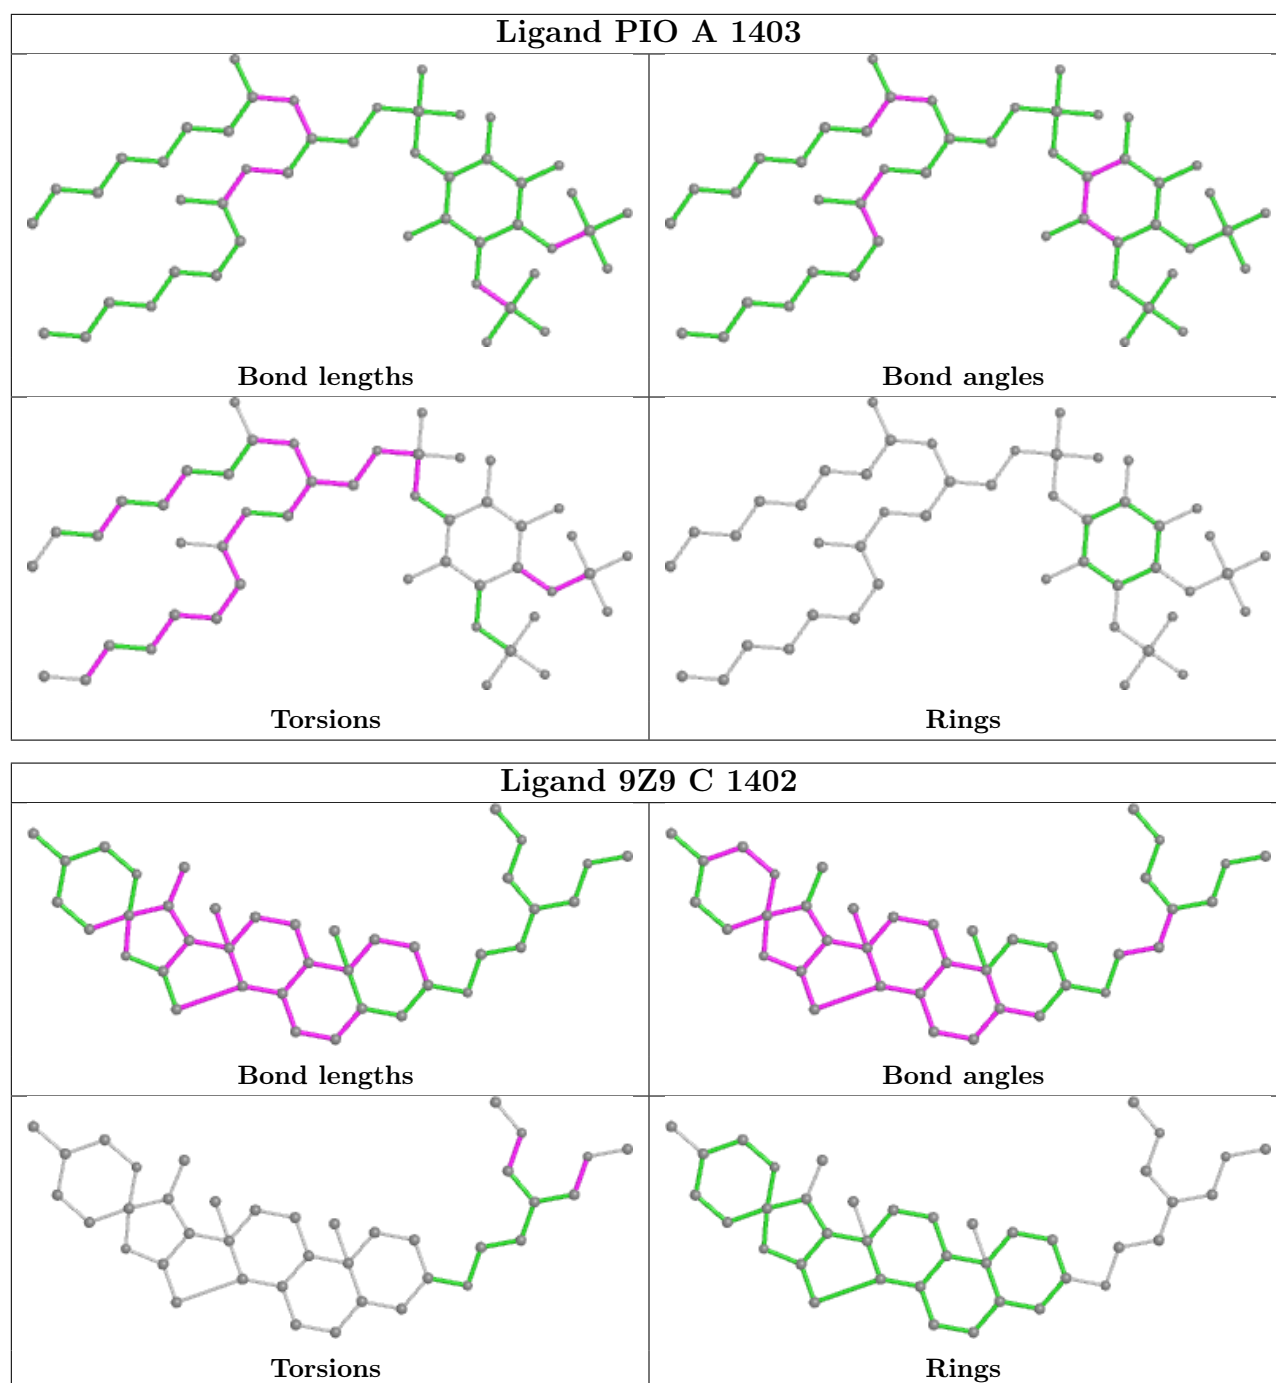 Ligand PIO A 1403
Bond lengths
Bond angles
Torsions
Rings
Ligand 9Z9 C 1402
Bond lengths
Bond angles
Torsions
Rings